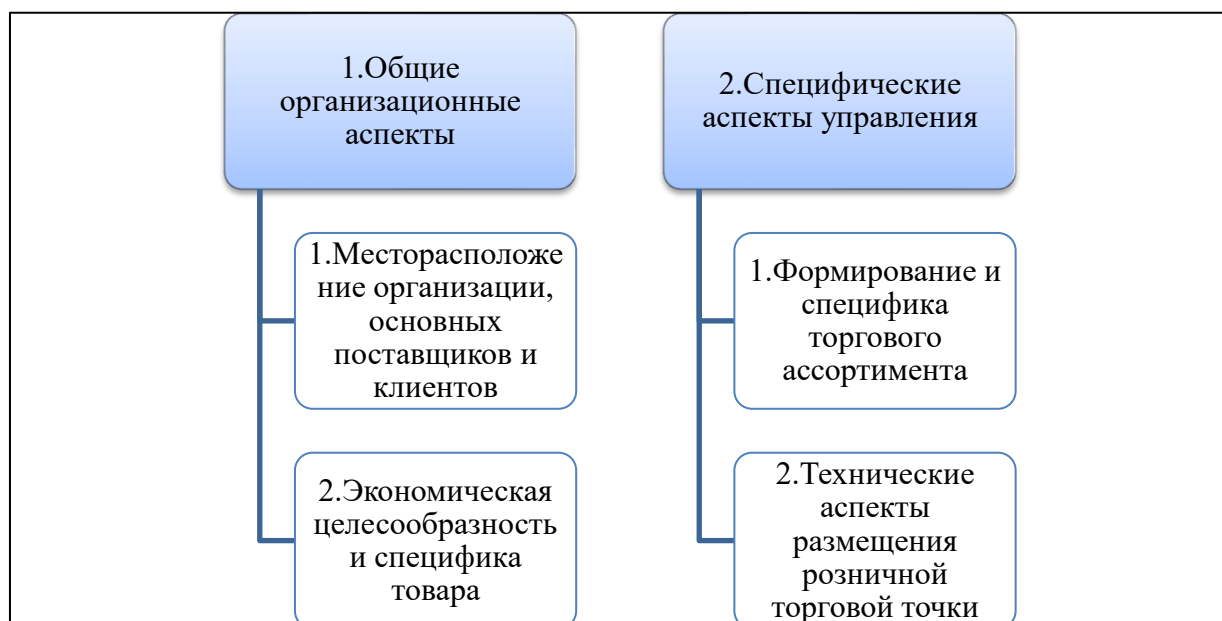 1.Общие
организационные
аспекты
2.Специфические
аспекты управления
1.Месторасположе
ние организации,
основных
поставщиков и
клиентов
1.Формирование и
специфика
торгового
ассортимента
2.Экономическая
целесообразность
и специфика
товара
2.Технические
аспекты
размещения
розничной
торговой точки